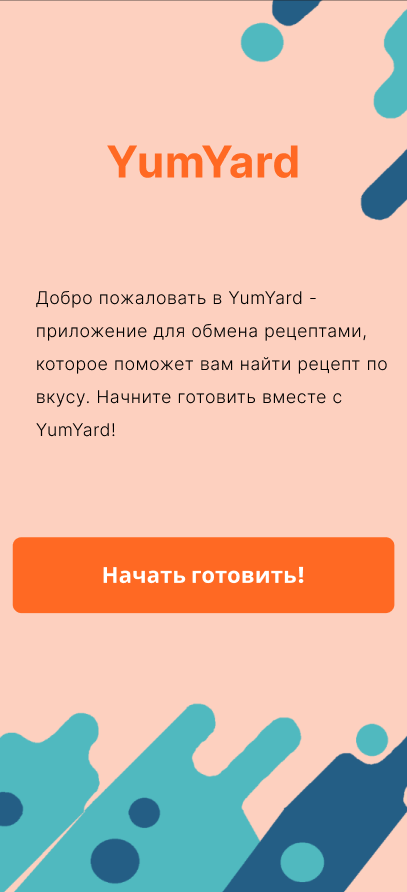 YumYard
Добро пожаловать в YumYard -
приложение для обмена рецептами,
которое поможет вам найти рецепт по
вкусу. Начните готовить вместе с
YumYard!
Начать готовить!